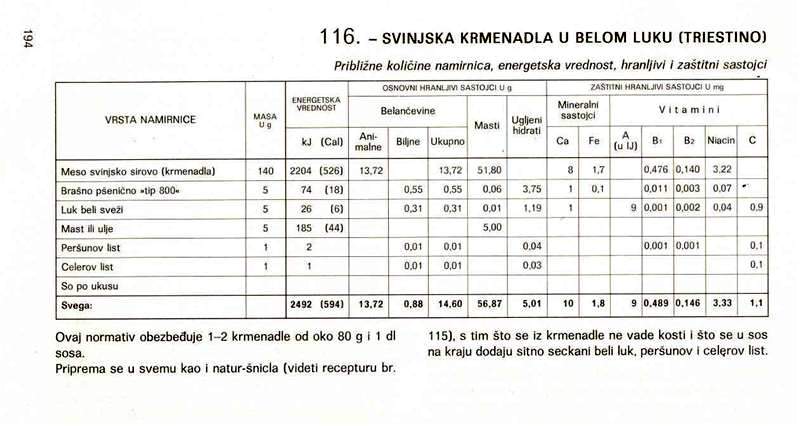 194
116. – SVINJSKA KRMENADLA U BELOM LUKU (TRIESTINO)
Približne količine namirnica, energetska vrednost, hranljivi i zaštitni sastojci
VRSTA NAMIRNICE | MASA U g | ENERGETSKA VREDNOST | OSNOVNI HRANLJIVI SASTOJCI U g | ZAŠTITNI HRANLJIVI SASTOJCI U mg
Belančevine | Masti | Ugljeni hidrati | Mineralni sastojci | Vitamini
kJ (Cal) | Ani-malne | Biljne | Ukupno | Ca | Fe | A (u IJ) | B1 | B2 | Niacin | C
Meso svinjsko sirovo (krmenadla) 140 2204 (526) 13,72 13,72 51,80 8 1,7 0,476 0,140 3,22
Brašno pšenično »tip 800« 5 74 (18) 0,55 0,55 0,06 3,75 1 0,1 0,011 0,003 0,07
Luk beli sveži 5 26 (6) 0,31 0,31 0,01 1,19 1 9 0,001 0,002 0,04 0,9
Mast ili ulje 5 185 (44) 5,00
Peršunov list 1 2 0,01 0,01 0,04 0,001 0,001 0,1
Celerov list 1 1 0,01 0,01 0,03 0,1
So po ukusu
Svega: 2492 (594) 13,72 0,88 14,60 56,87 5,01 10 1,8 9 0,489 0,146 3.33 1,1
Ovaj normativ obezbeđuje 1–2 krmenadle od oko 80 g i 1 dl
sosa.
Priprema se u svemu kao i natur-šnicla (videti recepturu br.
115), s tim što se iz krmenadle ne vade kosti i što se u sos
na kraju dodaju sitno seckani beli luk, peršunov i celerov list.